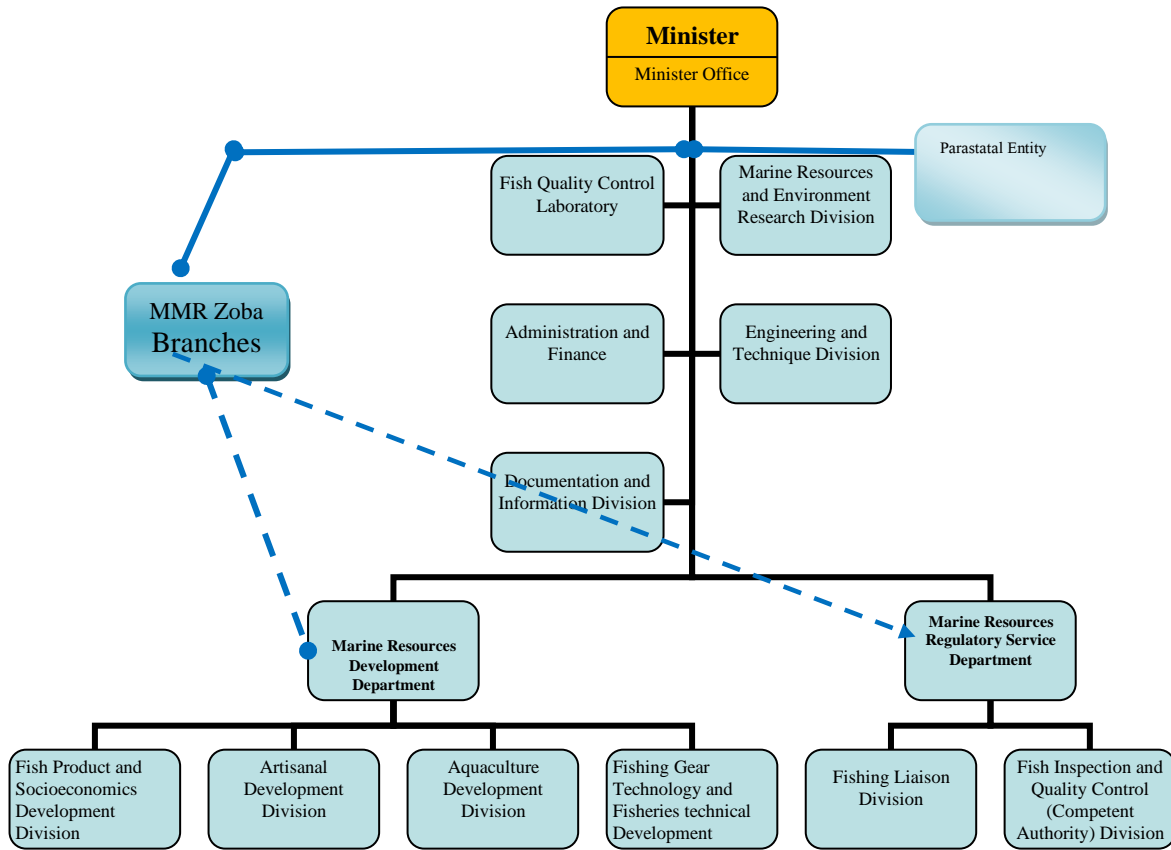 Minister
Minister Office
Parastatal Entity
Fish Quality Control
Laboratory
Marine Resources
and Environment
Research Division
MMR Zoba
Branches
Administration and
Finance
Engineering and
Technique Division
Documentation and
Information Division
Marine Resources
Development
Department
Marine Resources
Regulatory Service
Department
Fish Product and
Socioeconomics
Development
Division
Artisanal
Development
Division
Aquaculture
Development
Division
Fishing Gear
Technology and
Fisheries technical
Development
Fishing Liaison
Division
Fish Inspection and
Quality Control
(Competent
Authority) Division